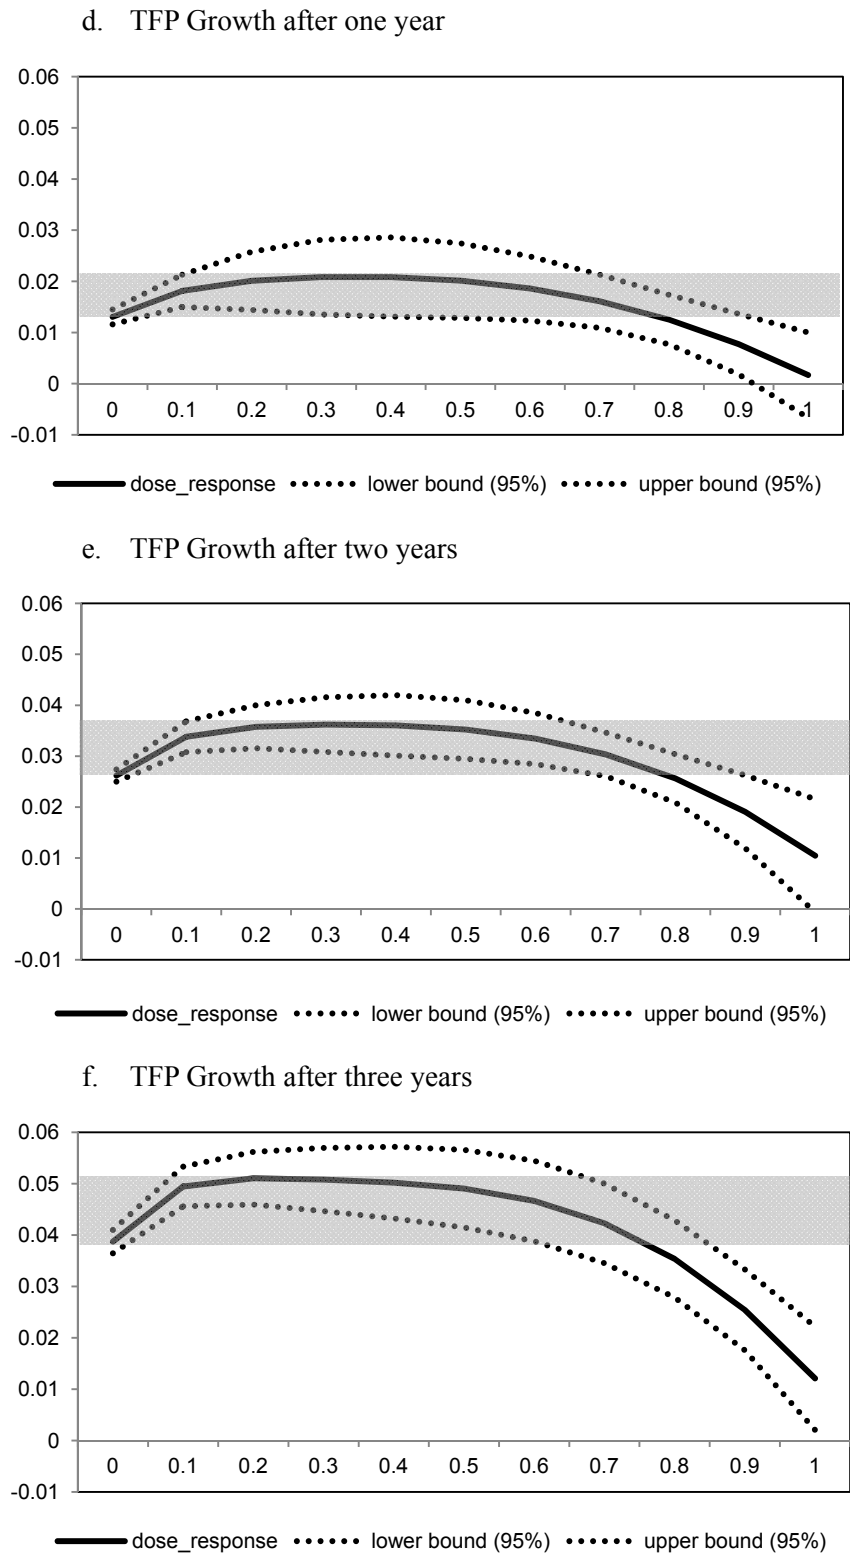 d. TFP Growth after one year
0.06
0.05
0.04
0.03
0.02
0.01
0
-0.01
0 0.1 0.2 0.3 0.4 0.5 0.6 0.7 0.8 0.9 1
dose_response lower bound (95%) upper bound (95%)
e. TFP Growth after two years
0.06
0.05
0.04
0.03
0.02
0.01
0
-0.01
0 0.1 0.2 0.3 0.4 0.5 0.6 0.7 0.8 0.9 1
dose_response lower bound (95%) upper bound (95%)
f. TFP Growth after three years
0.06
0.05
0.04
0.03
0.02
0.01
0
-0.01
0 0.1 0.2 0.3 0.4 0.5 0.6 0.7 0.8 0.9 1
dose_response lower bound (95%) upper bound (95%)